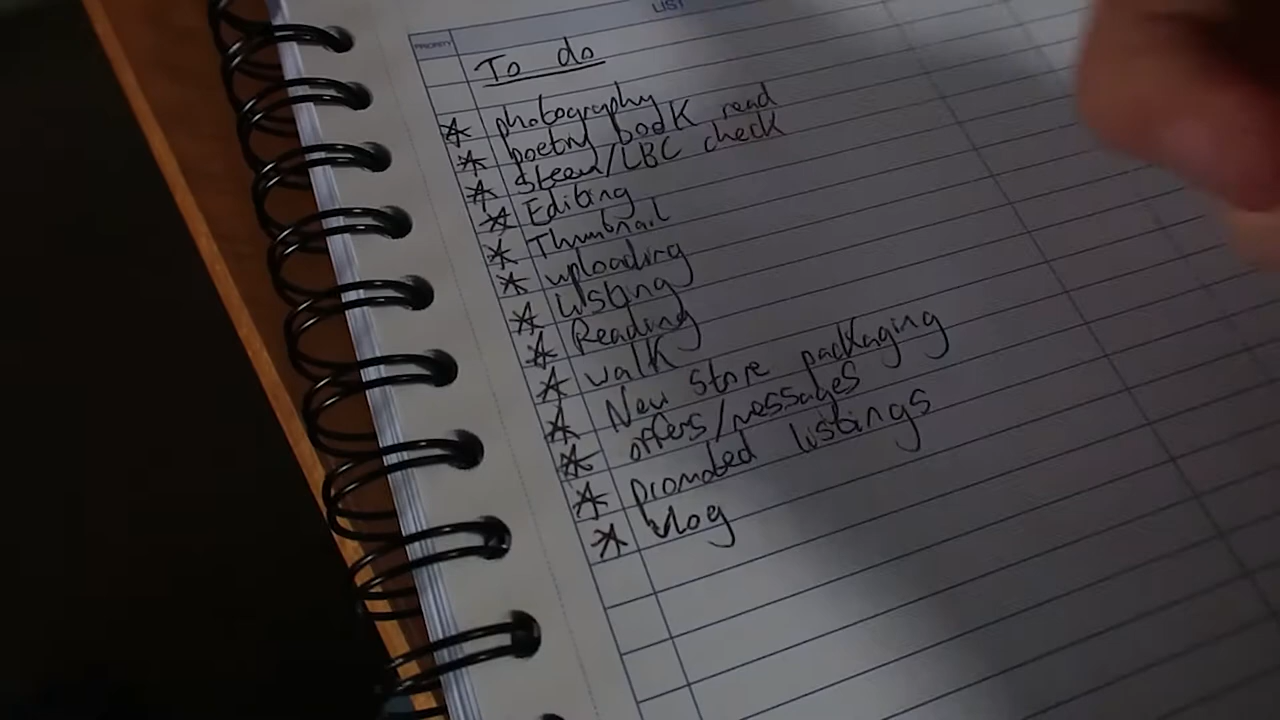 LIST
PRIORITY
To do
* photography
* poetry book read
* Steem/LBC check
* Editing
* Thumbnail
* uploading
* Listing
* Reading
* walk
* New Store packaging
* offers/messages
* promoted listings
* Vlog